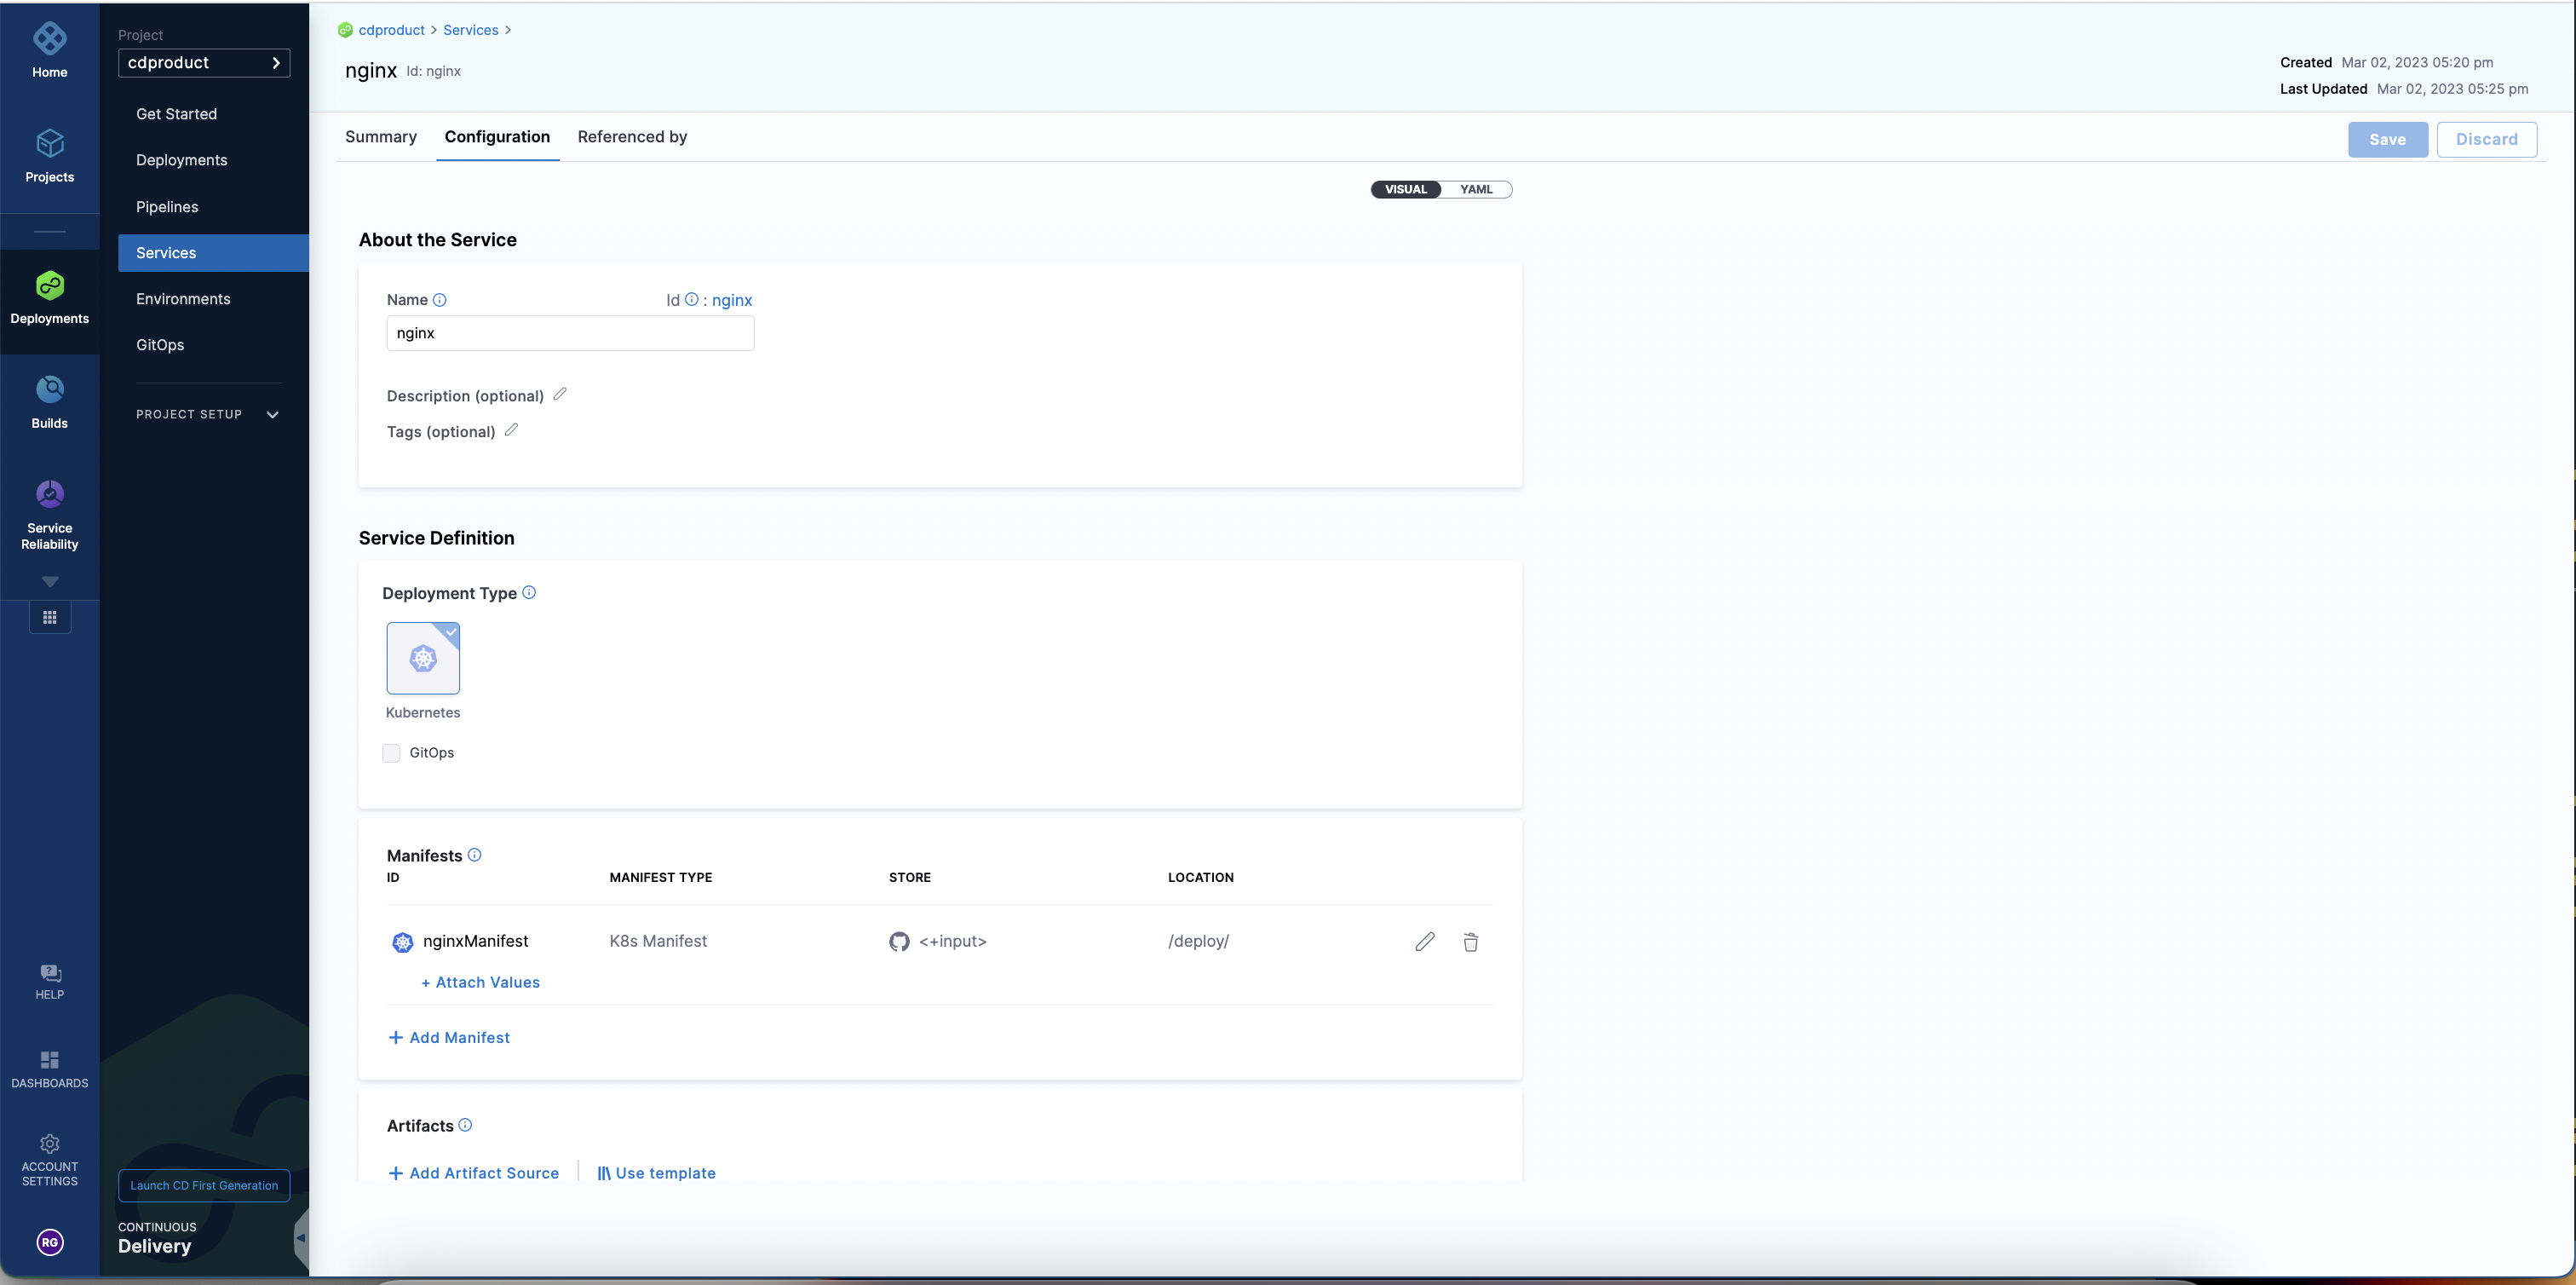 Home
Projects
Deployments
Builds
Service
Reliability
HELP
DASHBOARDS
ACCOUNT
SETTINGS
RG
Project
cdproduct
Get Started
Deployments
Pipelines
Services
Environments
GitOps
PROJECT SETUP
Launch CD First Generation
CONTINUOUS
Delivery
cdproduct > Services >
nginx Id: nginx
Created Mar 02, 2023 05:20 pm
Last Updated Mar 02, 2023 05:25 pm
Summary Configuration Referenced by
Save Discard
VISUAL YAML
About the Service
Name Id : nginx
nginx
Description (optional)
Tags (optional)
Service Definition
Deployment Type
Kubernetes
GitOps
Manifests
ID MANIFEST TYPE STORE LOCATION
nginxManifest K8s Manifest <+input> /deploy/
+ Attach Values
+ Add Manifest
Artifacts
+ Add Artifact Source Use template